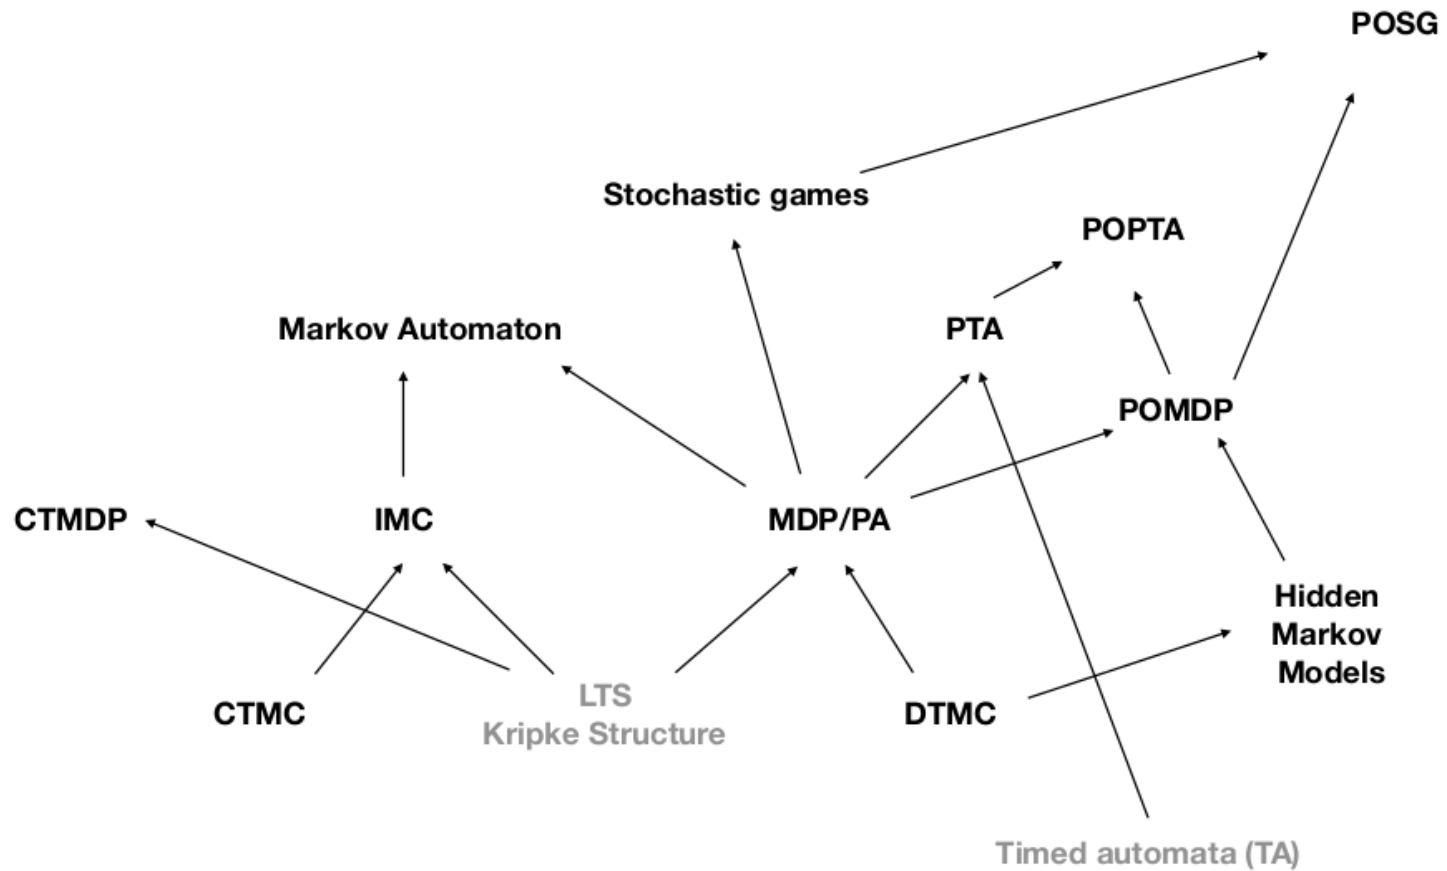 POSG
Stochastic games
POPTA
Markov Automaton
PTA
POMDP
CTMDP
IMC
MDP/PA
Hidden
Markov
Models
CTMC
LTS
Kripke Structure
DTMC
Timed automata (TA)